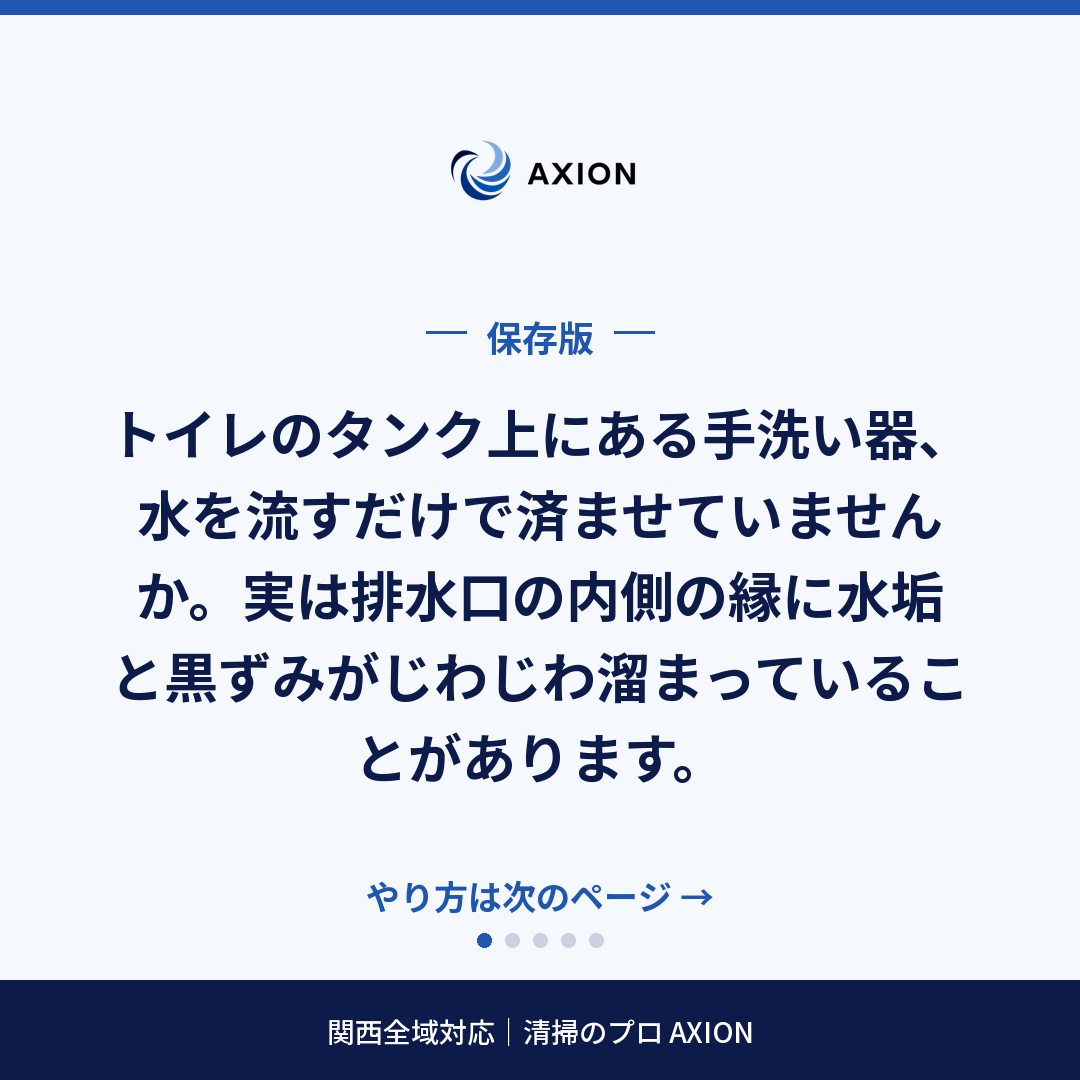 AXION
保存版
トイレのタンク上にある手洗い器、
水を流すだけで済ませていません
か。実は排水口の内側の縁に水垢
と黒ずみがじわじわ溜まっているこ
とがあります。
やり方は次のページ →
関西全域対応｜清掃のプロ AXION